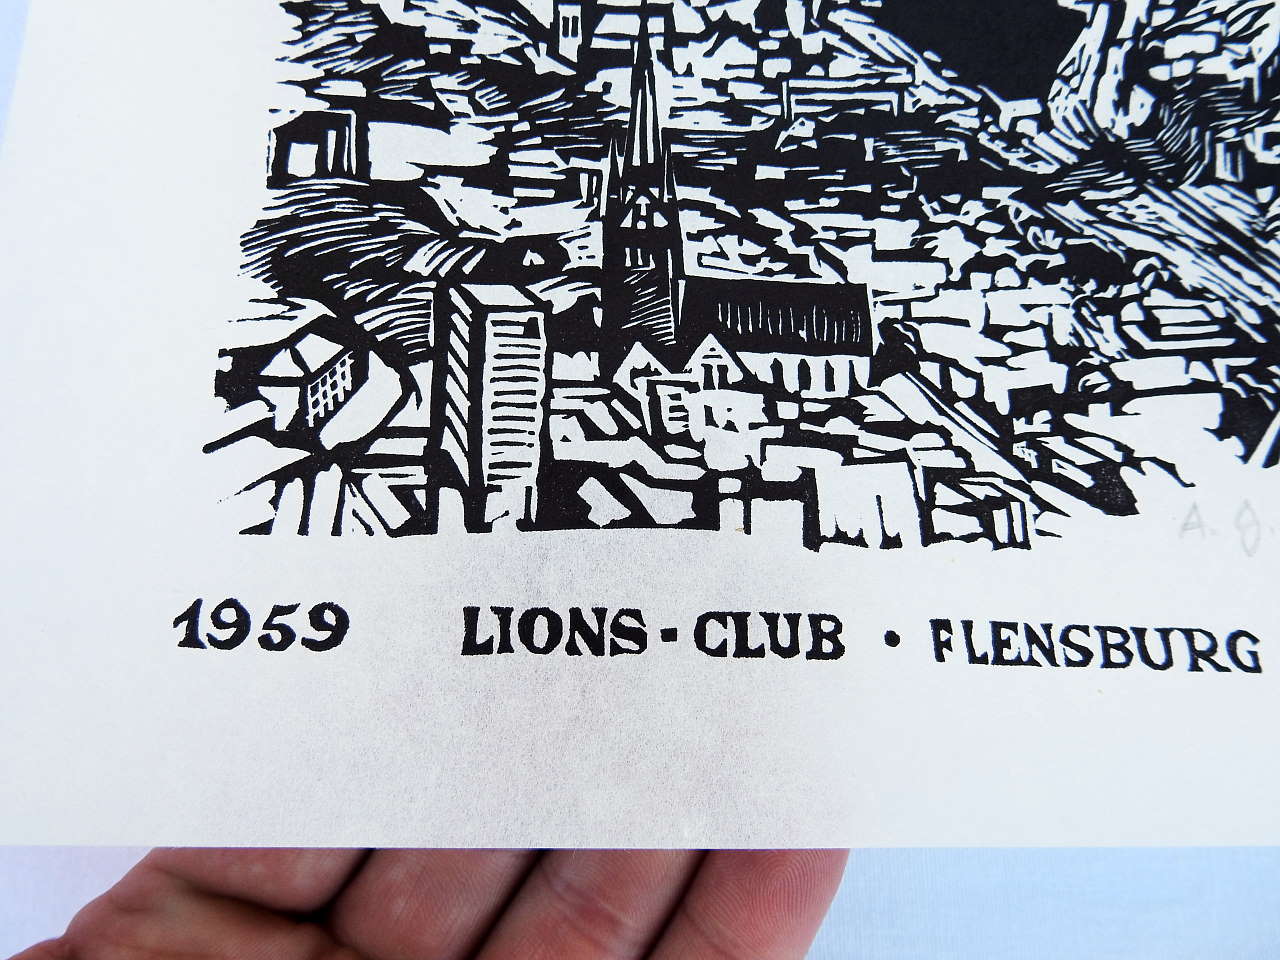 A. J.
1959 LIONS-CLUB · FLENSBURG